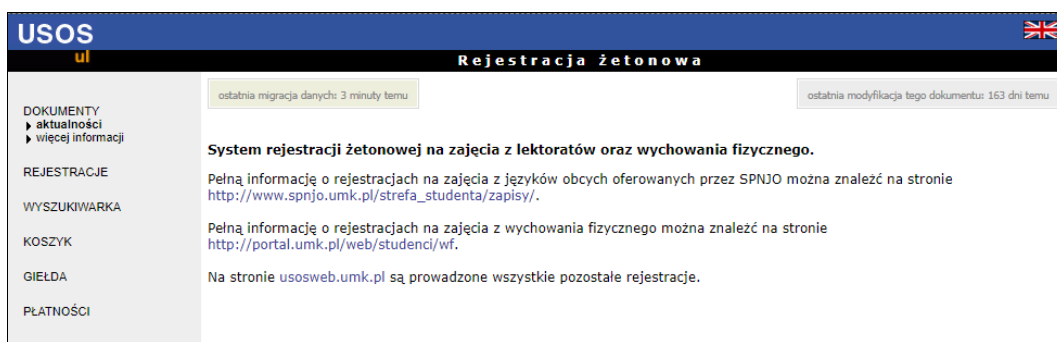 USOS
ul
Rejestracja żetonowa
ostatnia migracja danych: 3 minuty temu
ostatnia modyfikacja tego dokumentu: 163 dni temu
DOKUMENTY
aktualności
więcej informacji
REJESTRACJE
WYSZUKIWARKA
KOSZYK
GIEŁDA
PŁATNOŚCI
System rejestracji żetonowej na zajęcia z lektoratów oraz wychowania fizycznego.
Pełną informację o rejestracjach na zajęcia z języków obcych oferowanych przez SPNJO można znaleźć na stronie
http://www.spnjo.umk.pl/strefa_studenta/zapisy/.
Pełną informację o rejestracjach na zajęcia z wychowania fizycznego można znaleźć na stronie
http://portal.umk.pl/web/studenci/wf.
Na stronie usosweb.umk.pl są prowadzone wszystkie pozostałe rejestracje.